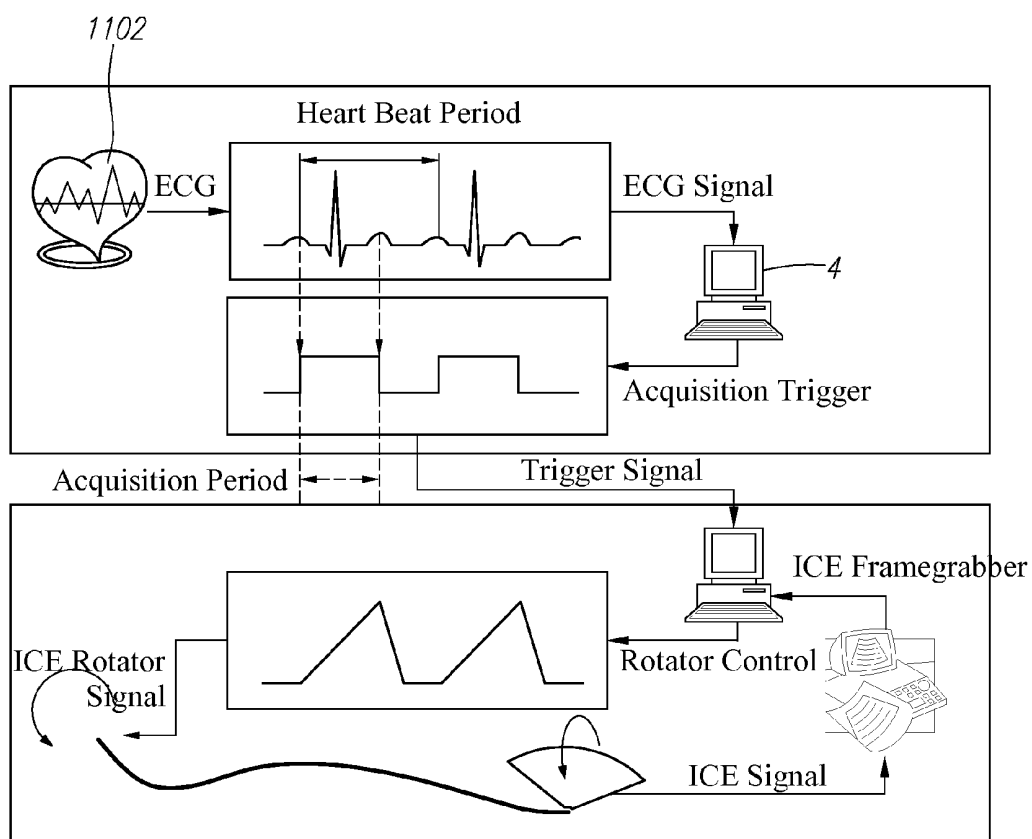 1102
Heart Beat Period
ECG
ECG Signal
4
Acquisition Trigger
Acquisition Period
Trigger Signal
ICE Framegrabber
ICE Rotator
Signal
Rotator Control
ICE Signal